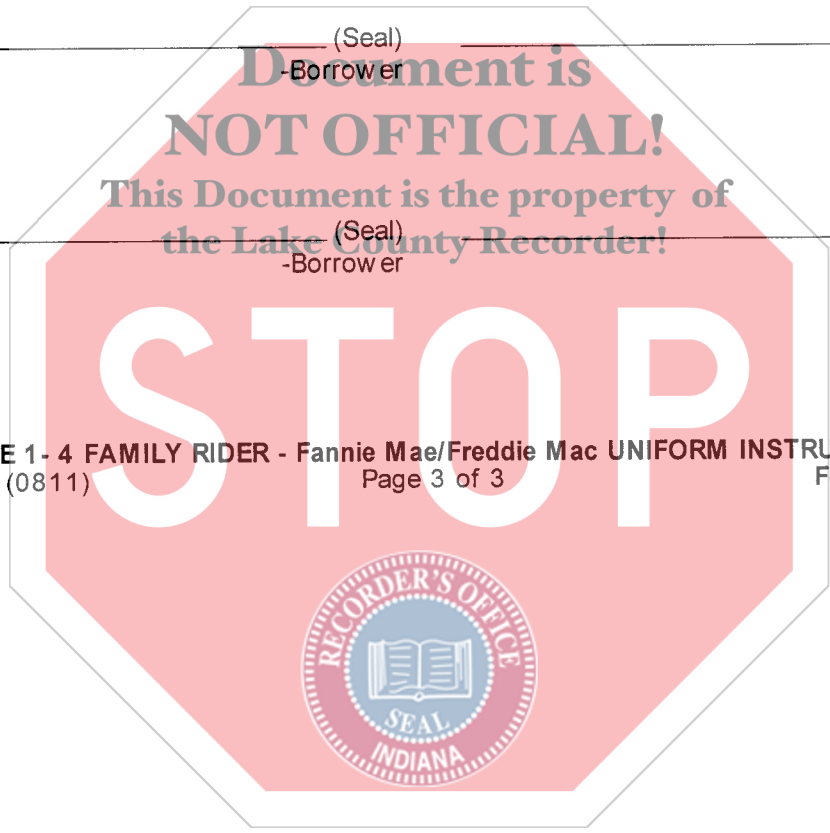 (Seal)
Document is
-Borrower
NOT OFFICIAL!
This Document is the property of
(Seal)
the Lake County Recorder!
-Borrower
STOP
E 1- 4 FAMILY RIDER - Fannie Mae/Freddie Mac UNIFORM INSTRU
(0811) Page 3 of 3 F
RECORDER'S OFFICE
SEAL
INDIANA